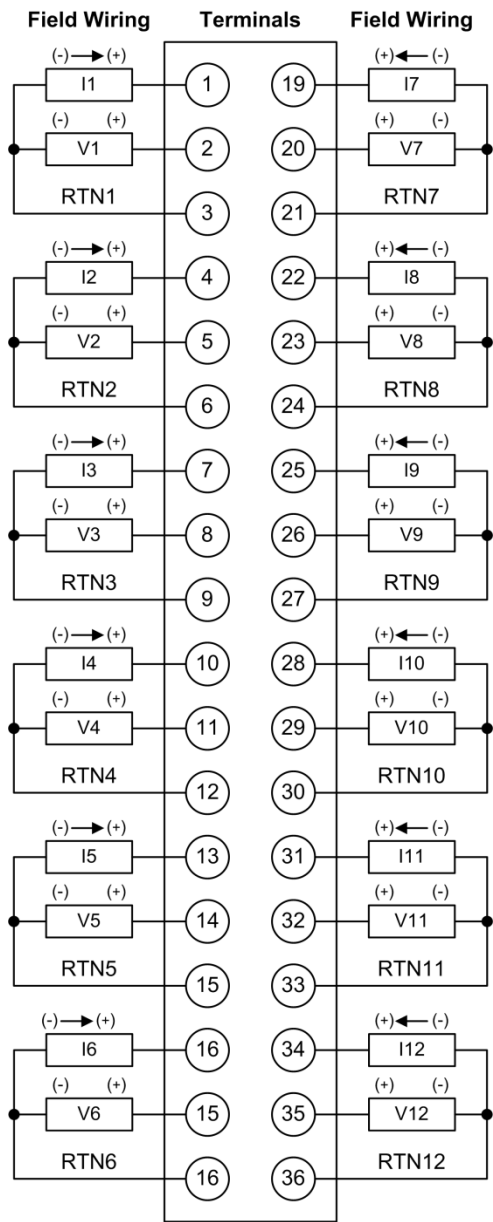 Field Wiring Terminals Field Wiring
(-) (+) (+) (-)
I1 1 19 I7
(-) (+) (+) (-)
V1 2 20 V7
RTN1 3 21 RTN7
(-) (+) (+) (-)
I2 4 22 I8
(-) (+) (+) (-)
V2 5 23 V8
RTN2 6 24 RTN8
(-) (+) (+) (-)
I3 7 25 I9
(-) (+) (+) (-)
V3 8 26 V9
RTN3 9 27 RTN9
(-) (+) (+) (-)
I4 10 28 I10
(-) (+) (+) (-)
V4 11 29 V10
RTN4 12 30 RTN10
(-) (+) (+) (-)
I5 13 31 I11
(-) (+) (+) (-)
V5 14 32 V11
RTN5 15 33 RTN11
(-) (+) (+) (-)
I6 16 34 I12
(-) (+) (+) (-)
V6 15 35 V12
RTN6 16 36 RTN12